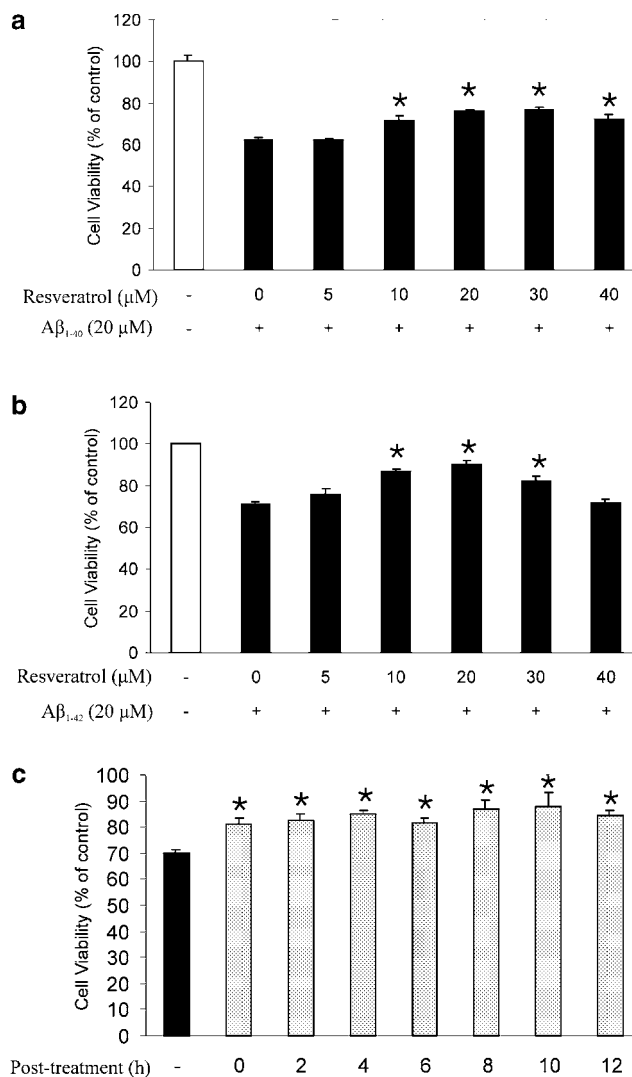 a
120
100
80
60
40
20
0
Cell Viability (% of control)
* * * *
Resveratrol (μM) - 0 5 10 20 30 40
Aβ1-40 (20 μM) - + + + + + +
b
120
100
80
60
40
20
0
Cell Viability (% of control)
* * *
Resveratrol (μM) - 0 5 10 20 30 40
Aβ1-42 (20 μM) - + + + + + +
c
100
90
80
70
60
50
40
30
20
10
0
Cell Viability (% of control)
* * * * * * *
Post-treatment (h) - 0 2 4 6 8 10 12